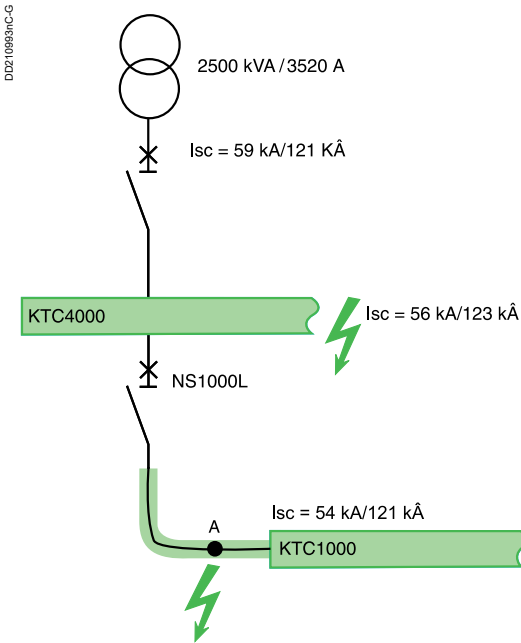 DD210993nC-G
2500 kVA/3520 A
Isc = 59 kA/121 KÂ
KTC4000
Isc = 56 kA/123 kÂ
NS1000L
Isc = 54 kA/121 kÂ
A
KTC1000